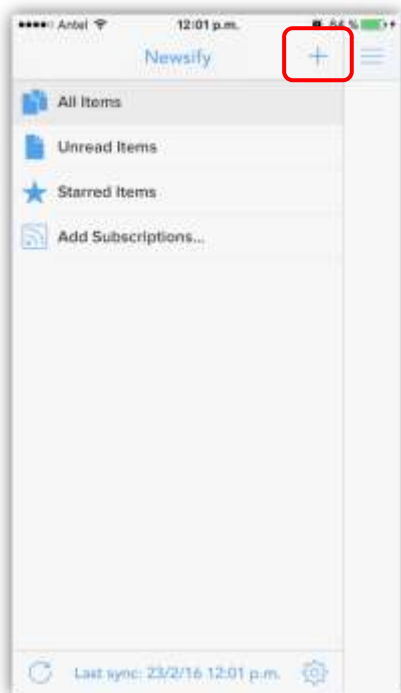 Antel 12:01 p.m. 64 %
Newsify +
All Items
Unread Items
Starred Items
Add Subscriptions...
Last sync: 23/2/16 12:01 p.m.